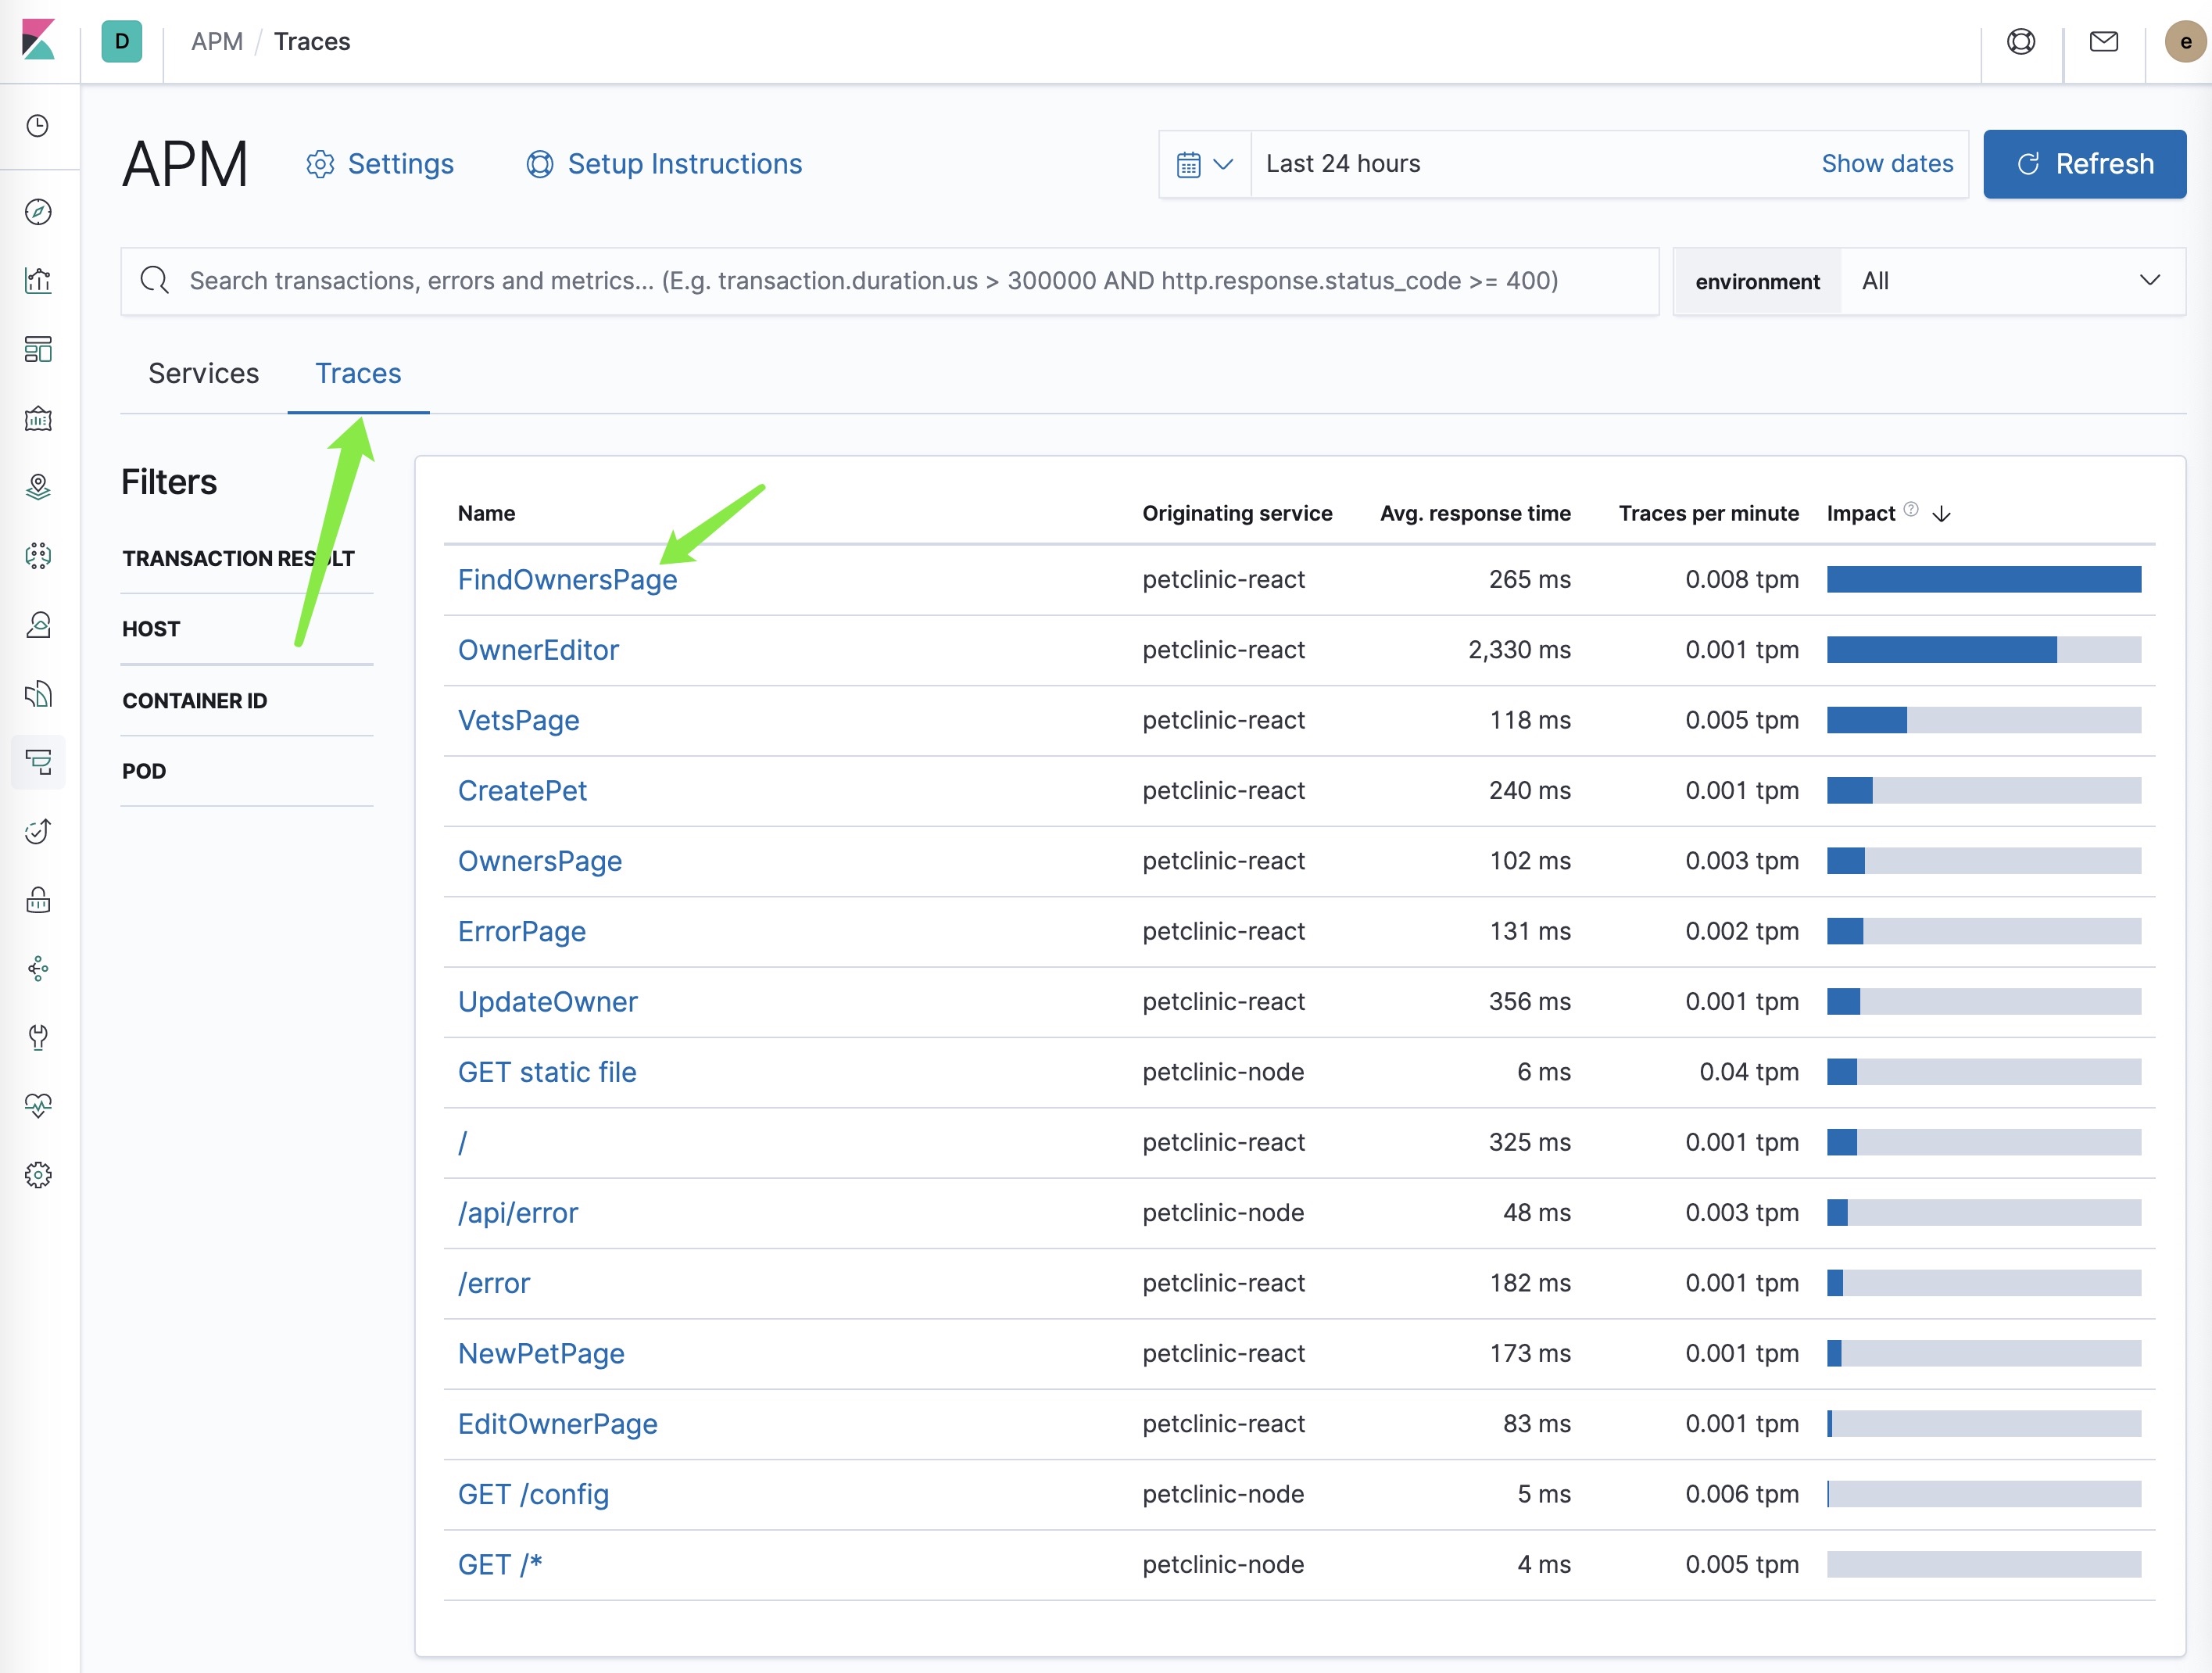 D APM / Traces e
APM Settings Setup Instructions Last 24 hours Show dates Refresh
Search transactions, errors and metrics... (E.g. transaction.duration.us > 300000 AND http.response.status_code >= 400) environment All
Services Traces
Filters
TRANSACTION RESULT
HOST
CONTAINER ID
POD
Name Originating service Avg. response time Traces per minute Impact ?
FindOwnersPage petclinic-react 265 ms 0.008 tpm
OwnerEditor petclinic-react 2,330 ms 0.001 tpm
VetsPage petclinic-react 118 ms 0.005 tpm
CreatePet petclinic-react 240 ms 0.001 tpm
OwnersPage petclinic-react 102 ms 0.003 tpm
ErrorPage petclinic-react 131 ms 0.002 tpm
UpdateOwner petclinic-react 356 ms 0.001 tpm
GET static file petclinic-node 6 ms 0.04 tpm
/ petclinic-react 325 ms 0.001 tpm
/api/error petclinic-node 48 ms 0.003 tpm
/error petclinic-react 182 ms 0.001 tpm
NewPetPage petclinic-react 173 ms 0.001 tpm
EditOwnerPage petclinic-react 83 ms 0.001 tpm
GET /config petclinic-node 5 ms 0.006 tpm
GET /* petclinic-node 4 ms 0.005 tpm